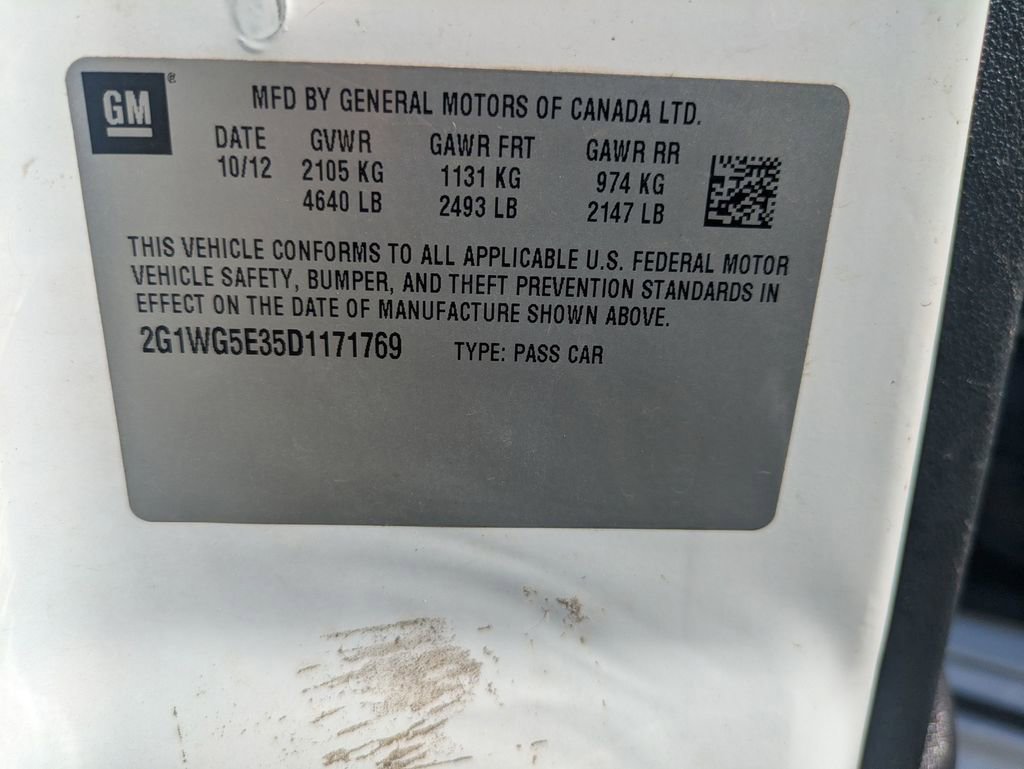 GM ®
MFD BY GENERAL MOTORS OF CANADA LTD.
DATE GVWR GAWR FRT GAWR RR
10/12 2105 KG 1131 KG 974 KG
4640 LB 2493 LB 2147 LB
THIS VEHICLE CONFORMS TO ALL APPLICABLE U.S. FEDERAL MOTOR
VEHICLE SAFETY, BUMPER, AND THEFT PREVENTION STANDARDS IN
EFFECT ON THE DATE OF MANUFACTURE SHOWN ABOVE.
2G1WG5E35D1171769 TYPE: PASS CAR